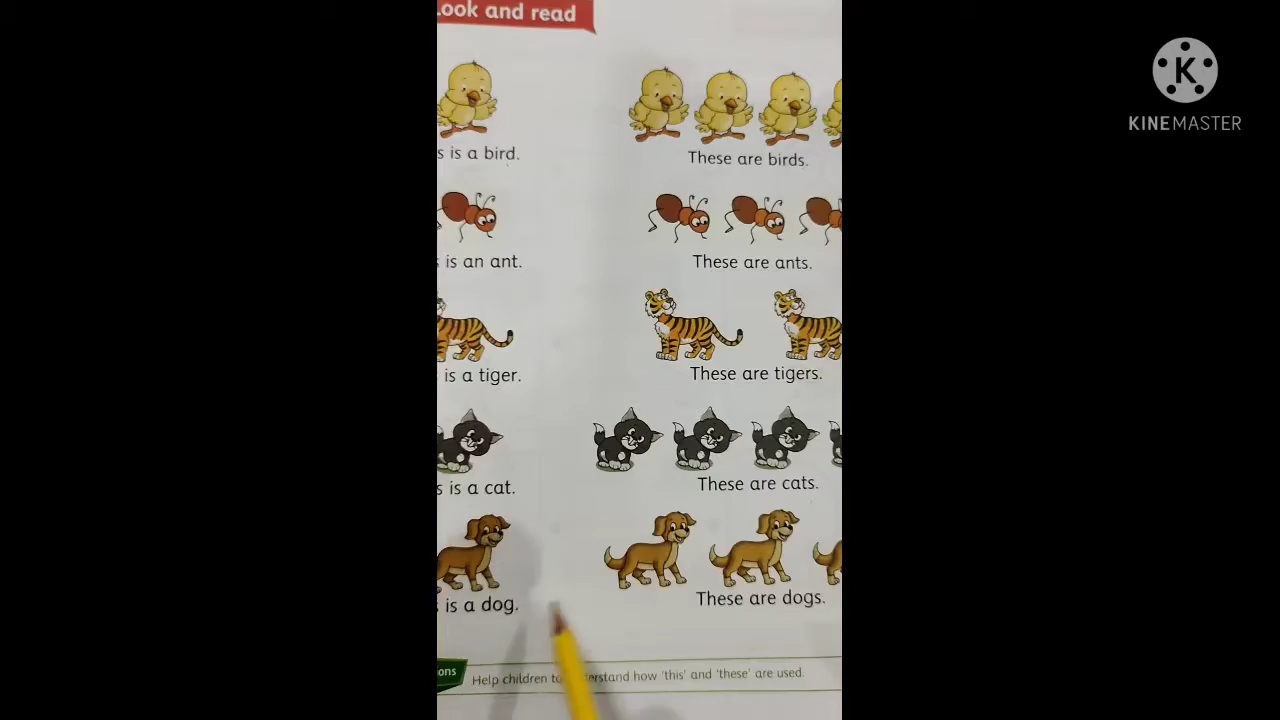 Look and read
s is a bird.
These are birds.
is an ant.
These are ants.
is a tiger.
These are tigers.
s is a cat.
These are cats.
is a dog.
These are dogs.
ons
Help children to understand how 'this' and 'these' are used.
K
KINEMASTER